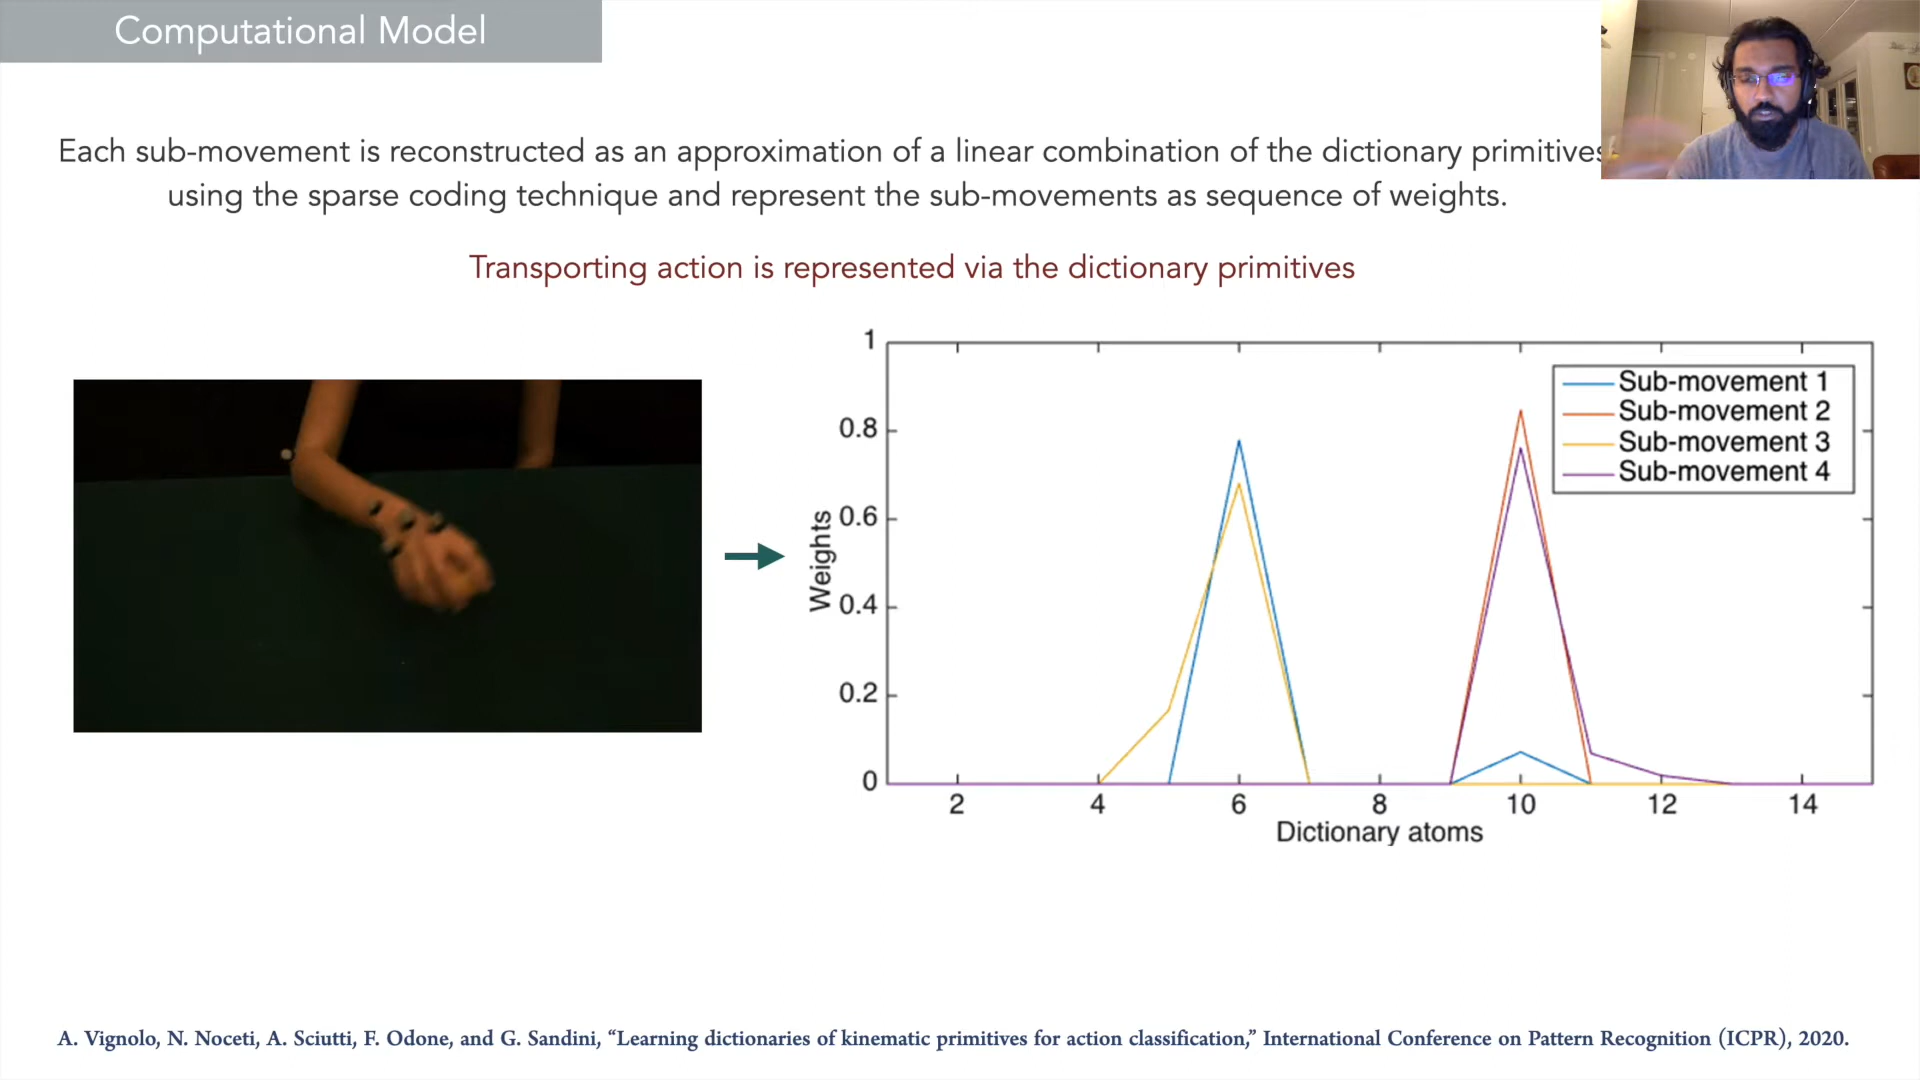 Computational Model
Each sub-movement is reconstructed as an approximation of a linear combination of the dictionary primitives
using the sparse coding technique and represent the sub-movements as sequence of weights.
Transporting action is represented via the dictionary primitives
1
0.8
0.6
0.4
0.2
0
Weights
Sub-movement 1
Sub-movement 2
Sub-movement 3
Sub-movement 4
2 4 6 8 10 12 14
Dictionary atoms
A. Vignolo, N. Noceti, A. Sciutti, F. Odone, and G. Sandini, “Learning dictionaries of kinematic primitives for action classification,” International Conference on Pattern Recognition (ICPR), 2020.